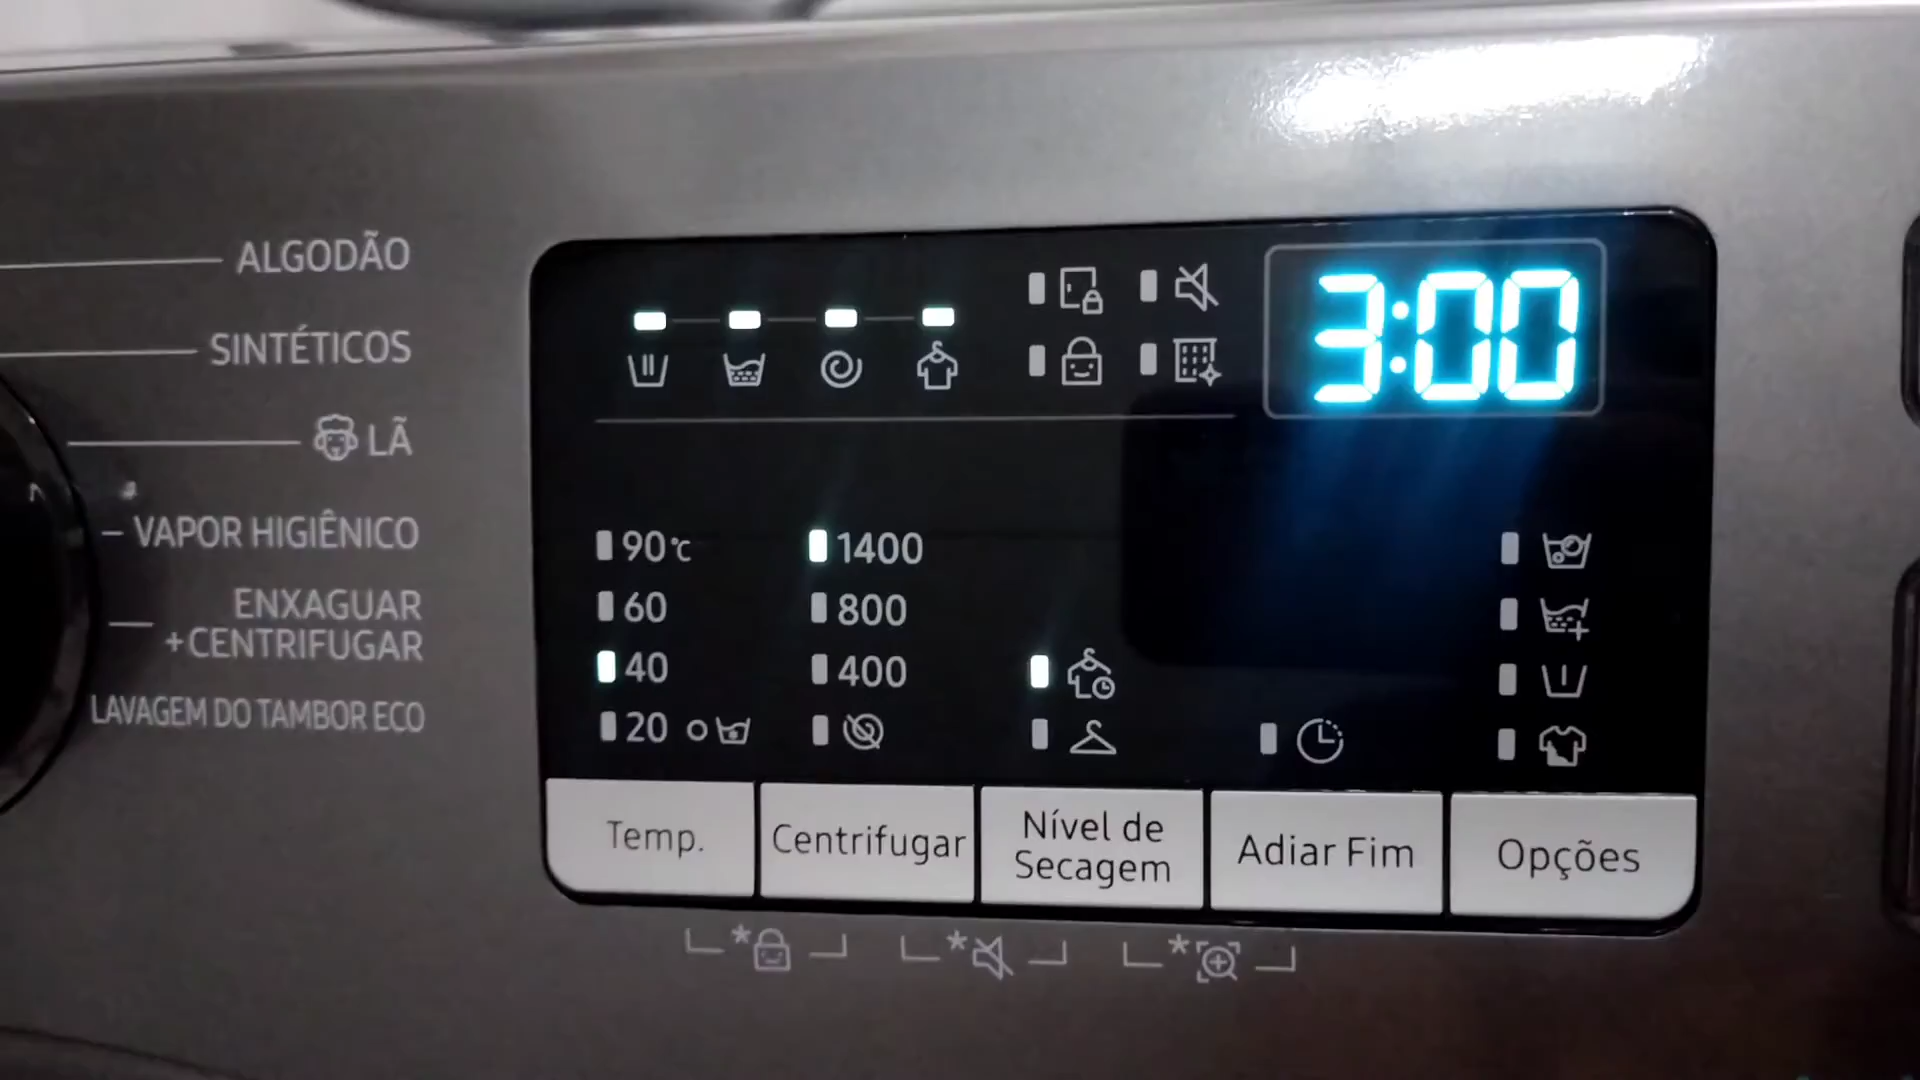 ALGODÃO
SINTÉTICOS
LÃ
VAPOR HIGIÊNICO
ENXAGUAR
+CENTRIFUGAR
LAVAGEM DO TAMBOR ECO
3:00
90℃
60
40
20
1400
800
400
Temp.
Centrifugar
Nível de
Secagem
Adiar Fim
Opções
* * *